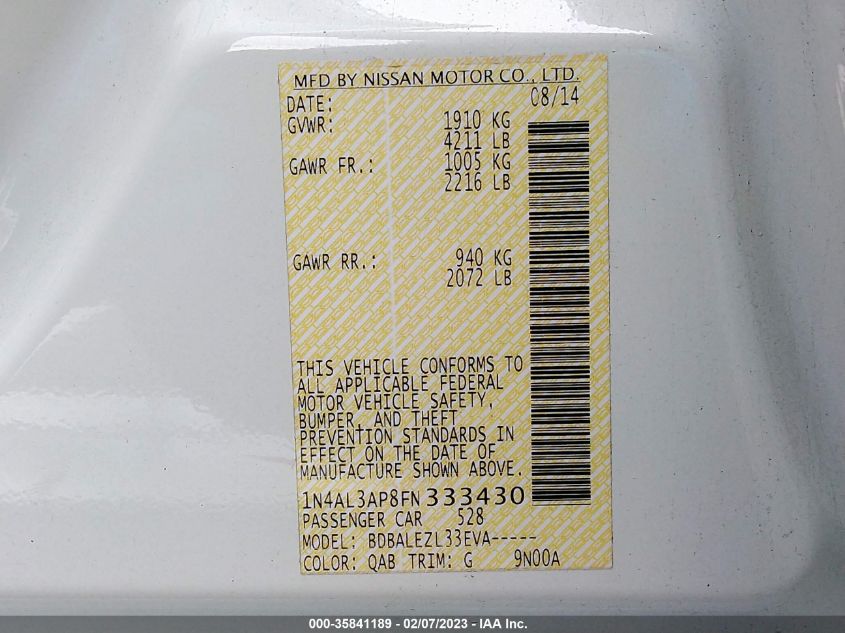 MFD BY NISSAN MOTOR CO., LTD.
DATE: 08/14
GVWR: 1910 KG
4211 LB
GAWR FR.: 1005 KG
2216 LB
GAWR RR.: 940 KG
2072 LB
THIS VEHICLE CONFORMS TO
ALL APPLICABLE FEDERAL
MOTOR VEHICLE SAFETY,
BUMPER, AND THEFT
PREVENTION STANDARDS IN
EFFECT ON THE DATE OF
MANUFACTURE SHOWN ABOVE.
1N4AL3AP8FN333430
PASSENGER CAR 528
MODEL: BDBALEZL33EVA-----
COLOR: QAB TRIM: G 9N00A
000-35841189 - 02/07/2023 - IAA Inc.